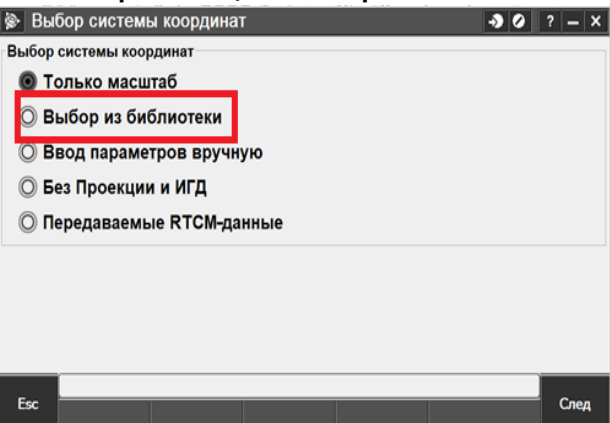 Выбор системы координат
? – X
Выбор системы координат
Только масштаб
Выбор из библиотеки
Ввод параметров вручную
Без Проекции и ИГД
Передаваемые RTCM-данные
Esc
След